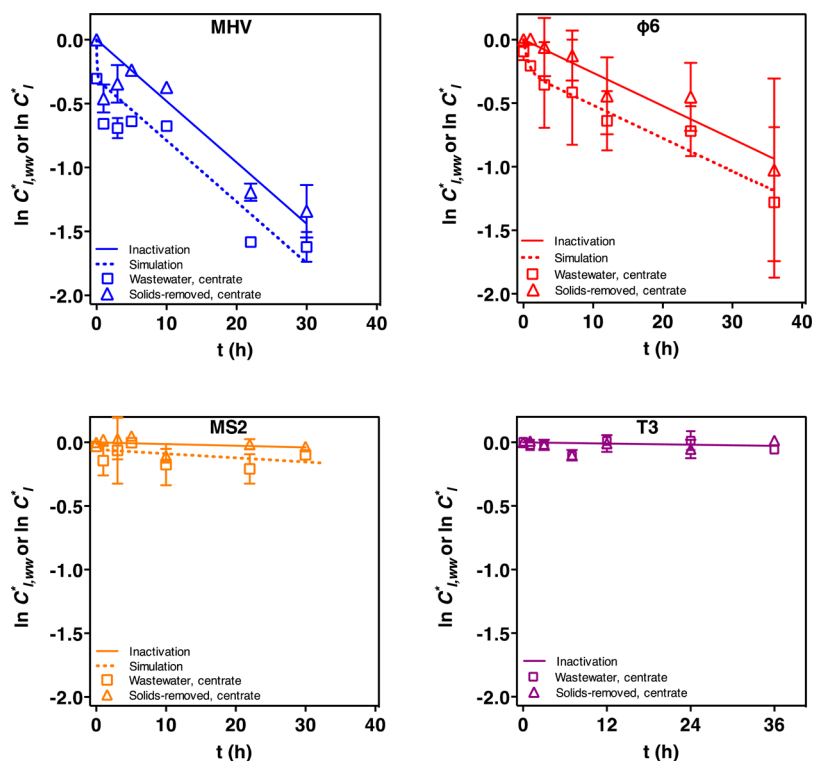 MHV
0.0
-0.5
-1.0
-1.5
-2.0
ln C*l,ww or ln C*l
Inactivation
Simulation
Wastewater, centrate
Solids-removed, centrate
0 10 20 30 40
t (h)
ϕ6
0.0
-0.5
-1.0
-1.5
-2.0
ln C*l,ww or ln C*l
Inactivation
Simulation
Wastewater, centrate
Solids-removed, centrate
0 10 20 30 40
t (h)
MS2
0.0
-0.5
-1.0
-1.5
-2.0
ln C*l,ww or ln C*l
Inactivation
Simulation
Wastewater, centrate
Solids-removed, centrate
0 10 20 30 40
t (h)
T3
0.0
-0.5
-1.0
-1.5
-2.0
ln C*l,ww or ln C*l
Inactivation
Wastewater, centrate
Solids-removed, centrate
0 12 24 36
t (h)